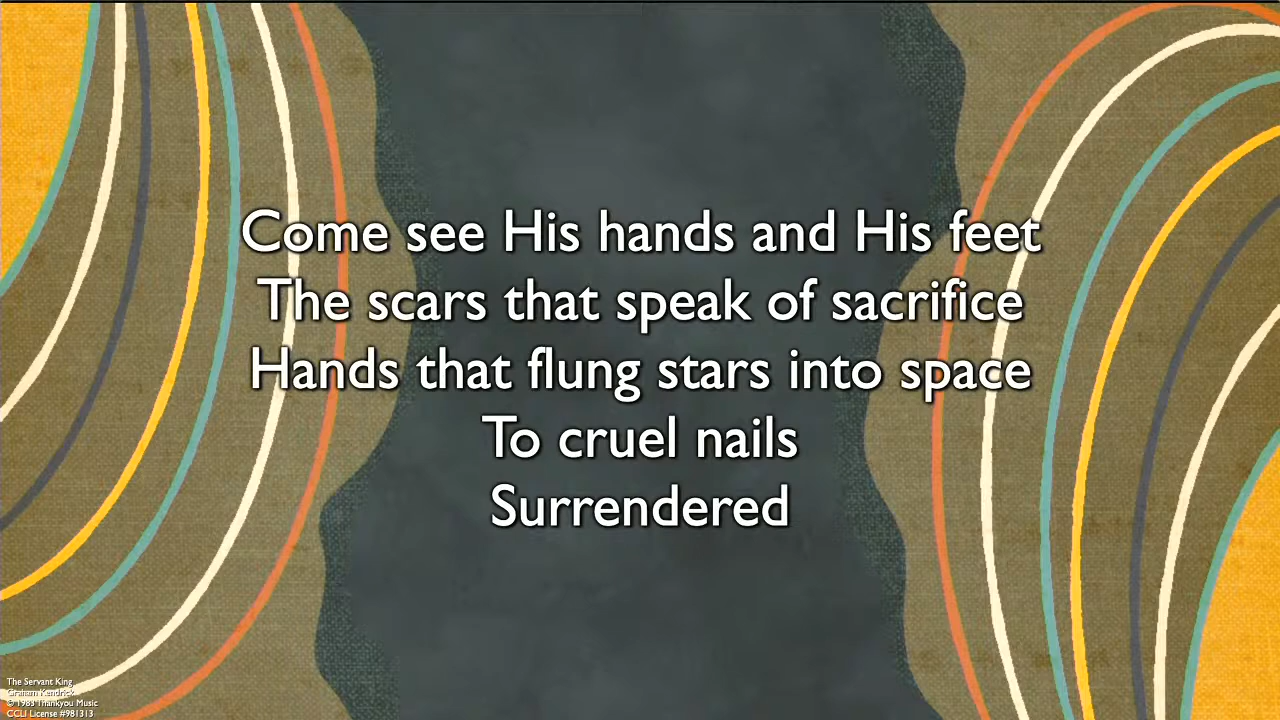 Come see His hands and His feet
The scars that speak of sacrifice
Hands that flung stars into space
To cruel nails
Surrendered
The Servant King
Graham Kendrick
© 1983 Thankyou Music
CCLI License #981313